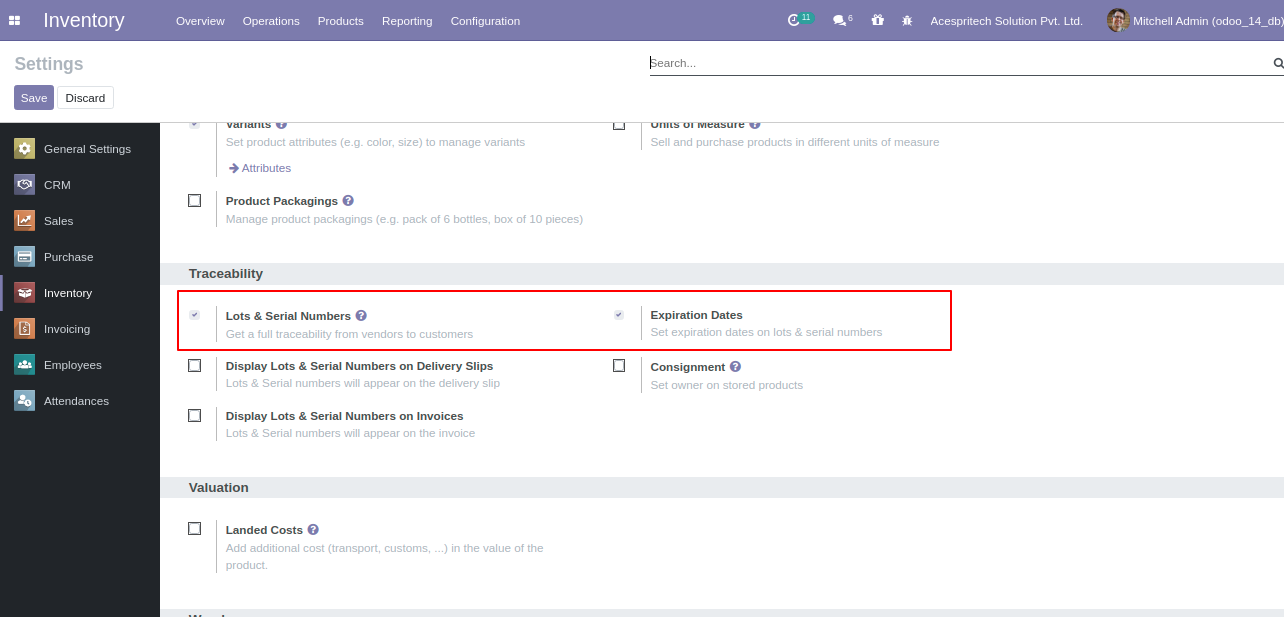 Inventory
Overview Operations Products Reporting Configuration
11
6
Acespritech Solution Pvt. Ltd.
Mitchell Admin (odoo_14_db)
Settings
Search...
Save Discard
General Settings
CRM
Sales
Purchase
Inventory
Invoicing
Employees
Attendances
Variants ?
Set product attributes (e.g. color, size) to manage variants
Attributes
Units of Measure ?
Sell and purchase products in different units of measure
Product Packagings ?
Manage product packagings (e.g. pack of 6 bottles, box of 10 pieces)
Traceability
Lots & Serial Numbers ?
Get a full traceability from vendors to customers
Expiration Dates
Set expiration dates on lots & serial numbers
Display Lots & Serial Numbers on Delivery Slips
Lots & Serial numbers will appear on the delivery slip
Consignment ?
Set owner on stored products
Display Lots & Serial Numbers on Invoices
Lots & Serial numbers will appear on the invoice
Valuation
Landed Costs ?
Add additional cost (transport, customs, ...) in the value of the
product.